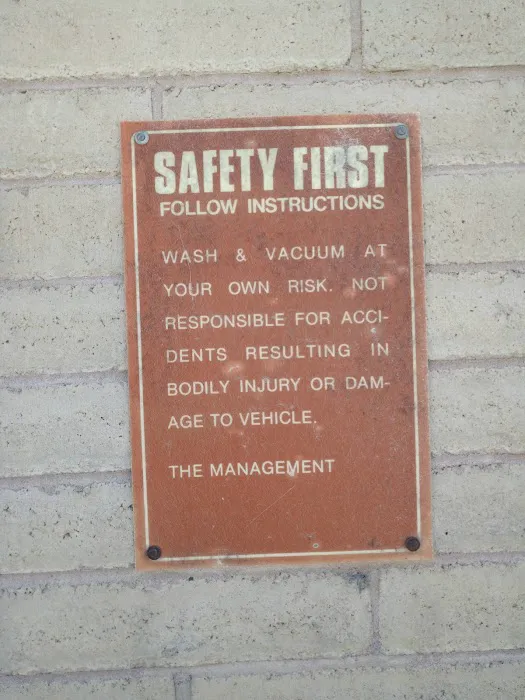 SAFETY FIRST
FOLLOW INSTRUCTIONS
WASH & VACUUM AT
YOUR OWN RISK. NOT
RESPONSIBLE FOR ACCI-
DENTS RESULTING IN
BODILY INJURY OR DAM-
AGE TO VEHICLE.
THE MANAGEMENT